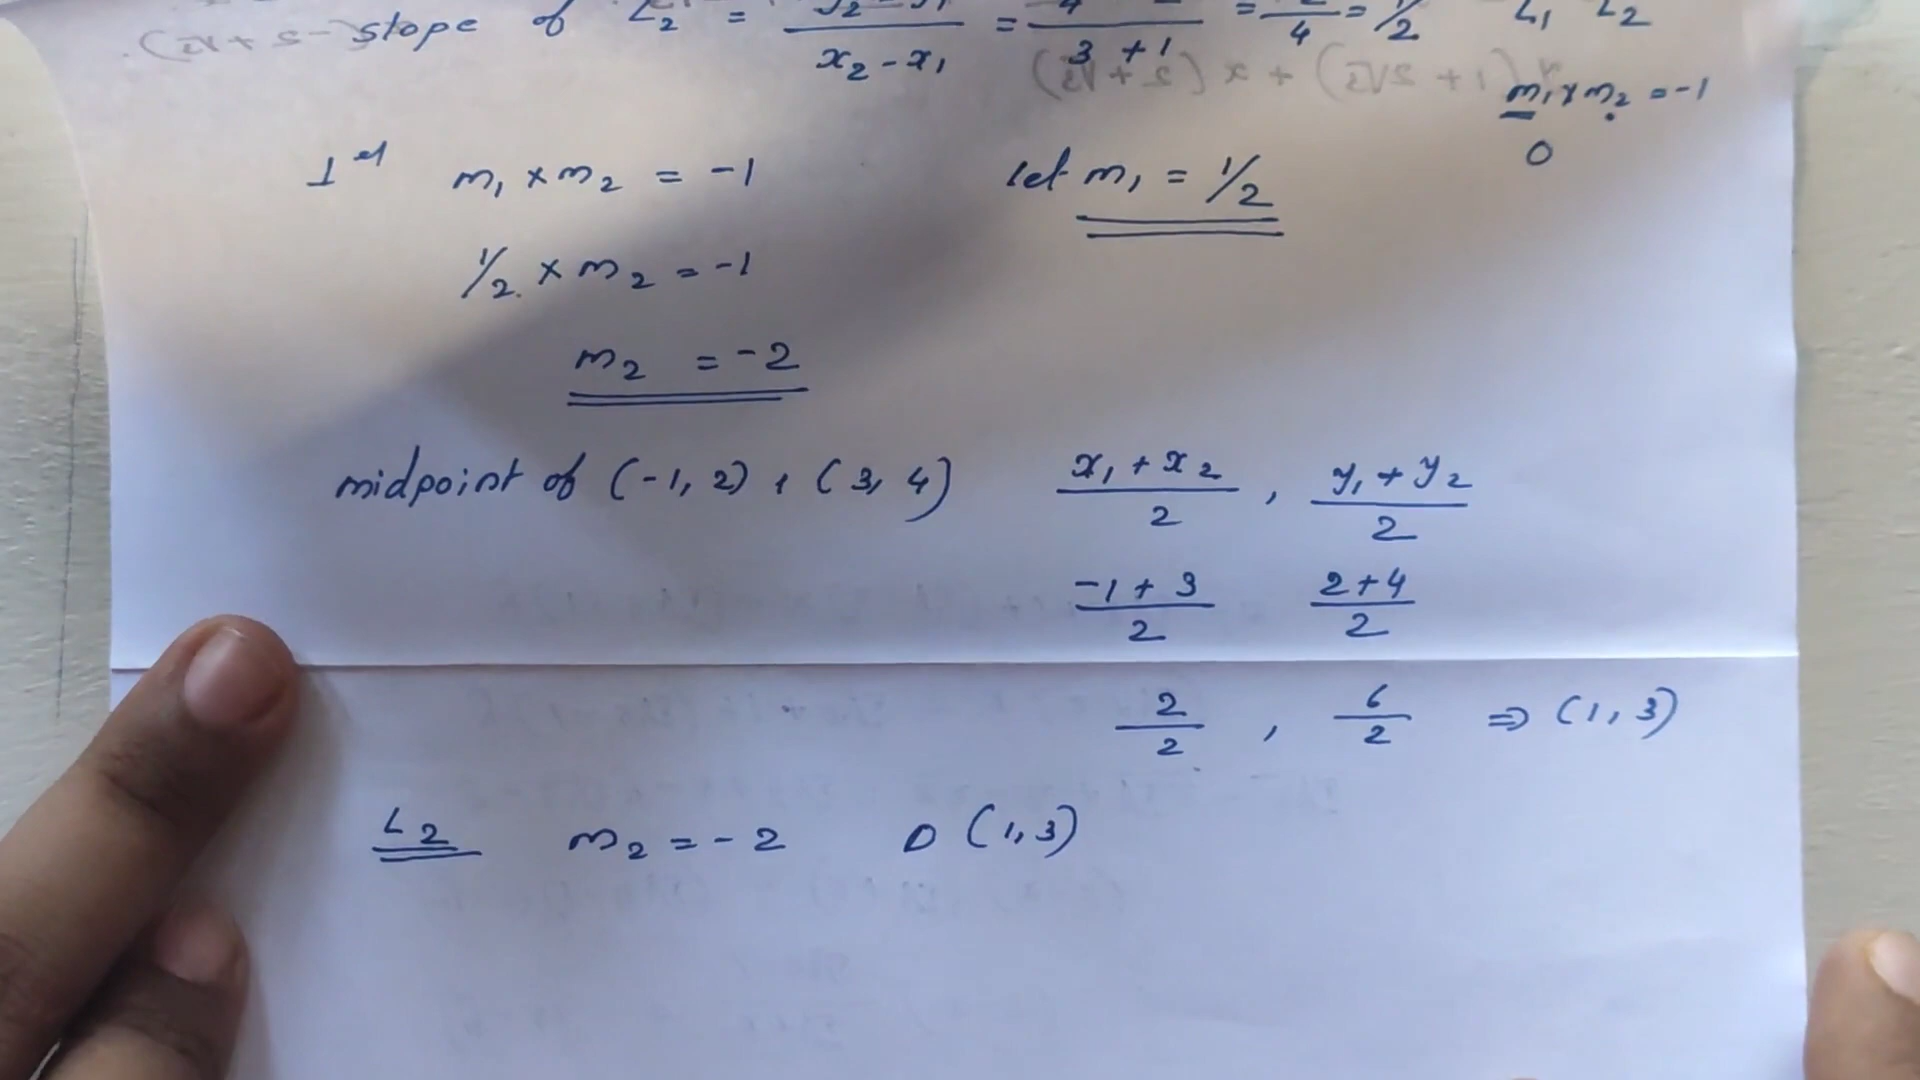 slope of L2 = y2 - y1 / x2 - x1 = 4 - 2 / 3 + 1 = 2/4 = 1/2 L1 L2
m1 x m2 = -1
0
1st m1 x m2 = -1 let m1 = 1/2
1/2 x m2 = -1
m2 = -2
midpoint of (-1, 2) , (3, 4) x1 + x2 / 2 , y1 + y2 / 2
-1 + 3 / 2 2+4 / 2
2 / 2 , 6 / 2 => (1, 3)
L2 m2 = -2 D (1, 3)